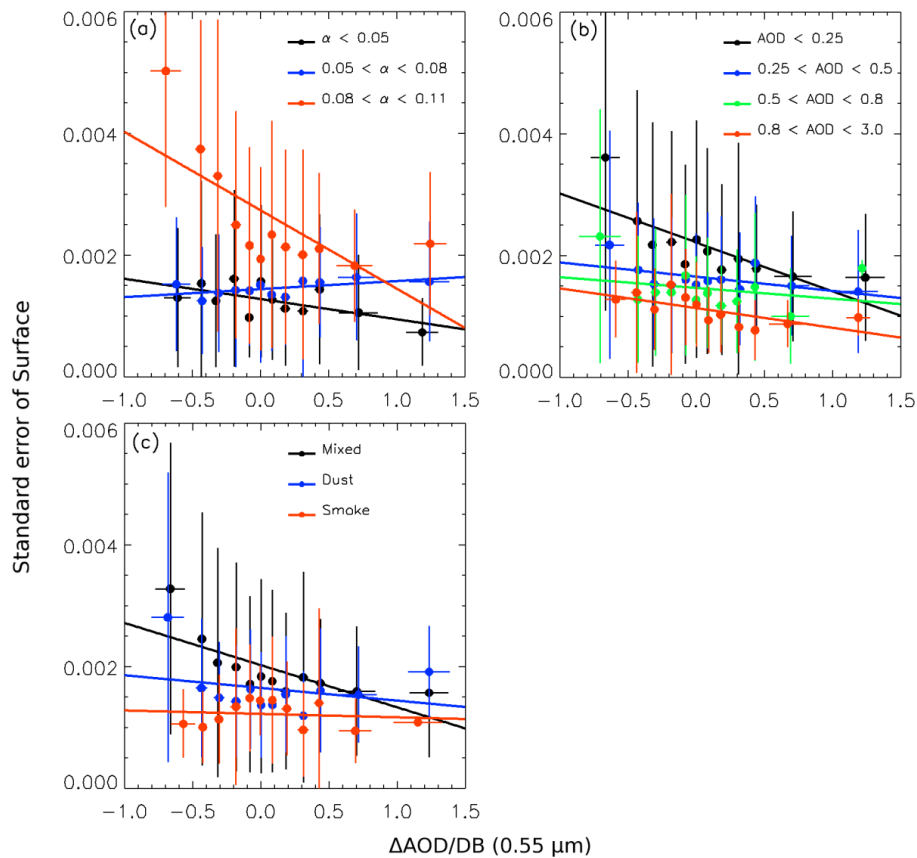 0.006
(a)
α < 0.05
0.05 < α < 0.08
0.08 < α < 0.11
0.004
0.002
0.000
−1.0 −0.5 0.0 0.5 1.0 1.5
0.006
(b)
AOD < 0.25
0.25 < AOD < 0.5
0.5 < AOD < 0.8
0.8 < AOD < 3.0
0.004
0.002
0.000
−1.0 −0.5 0.0 0.5 1.0 1.5
Standard error of Surface
0.006
(c)
Mixed
Dust
Smoke
0.004
0.002
0.000
−1.0 −0.5 0.0 0.5 1.0 1.5
ΔAOD/DB (0.55 μm)